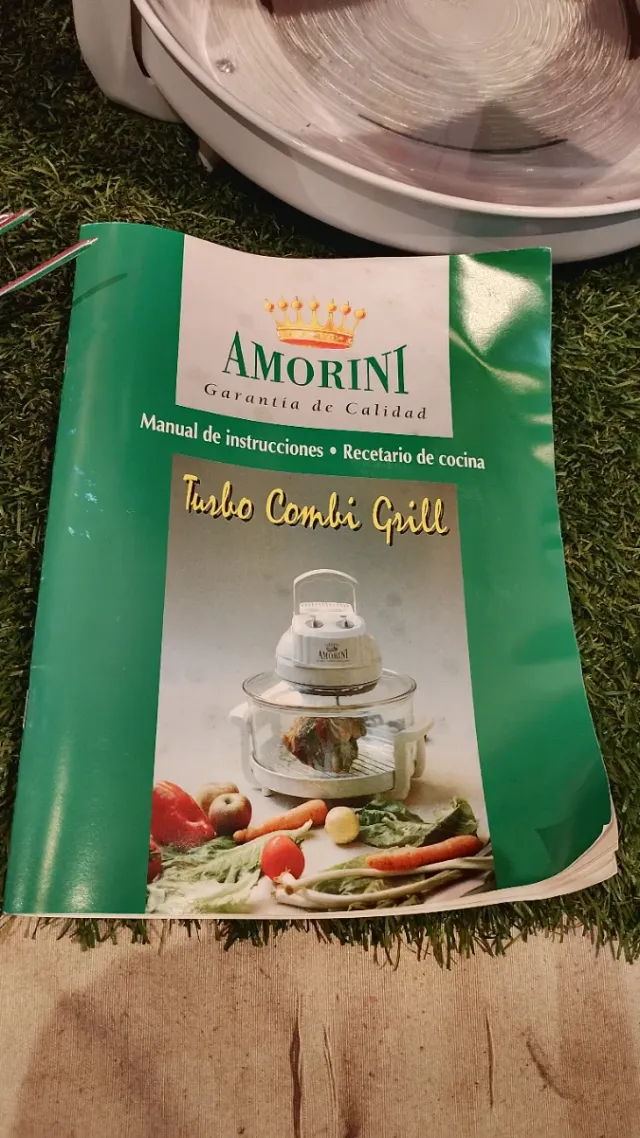 AMORINI
Garantía de Calidad
Manual de instrucciones • Recetario de cocina
Turbo Combi Grill
AMORINI